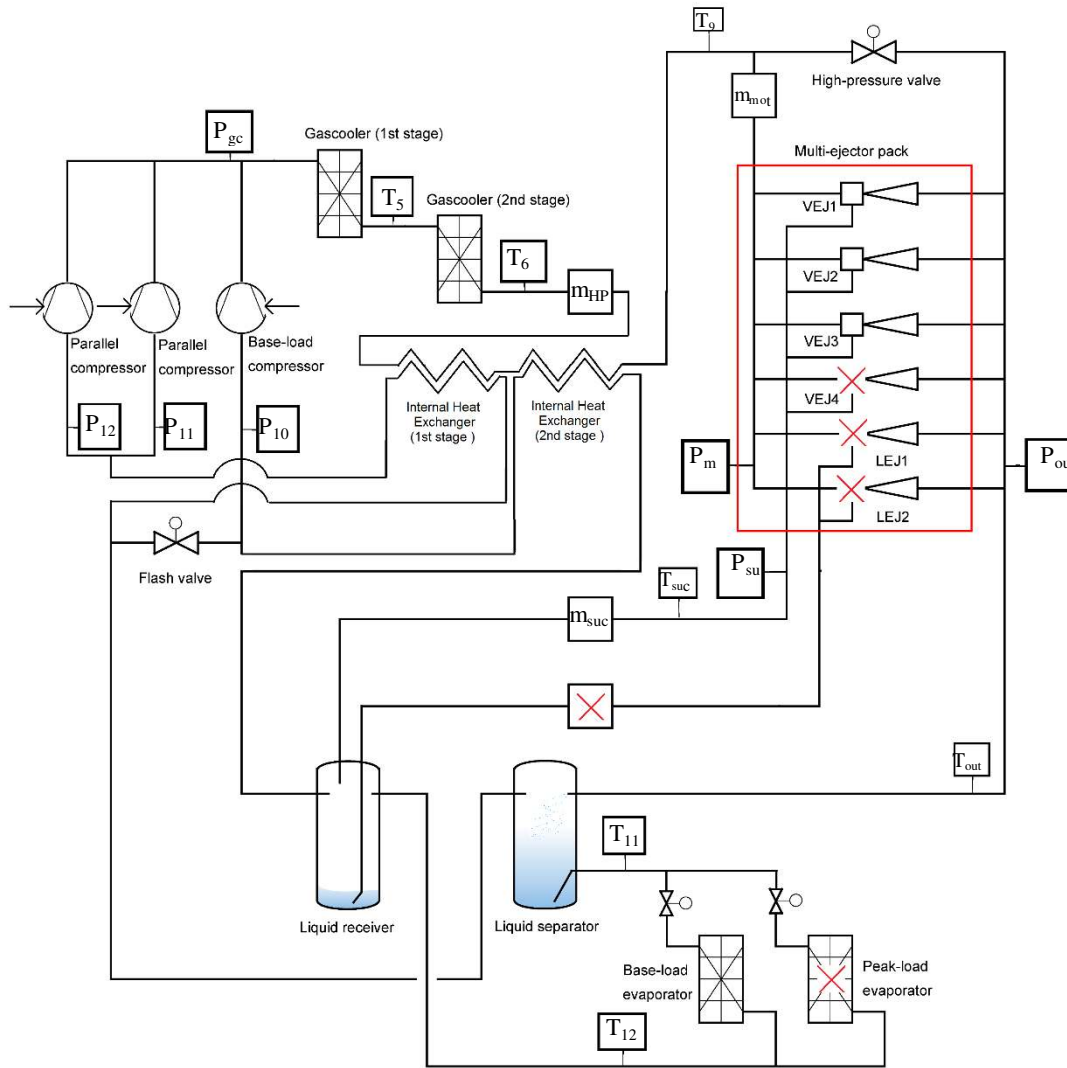 T9
High-pressure valve
mmot
Pgc
Gascooler (1st stage)
Multi-ejector pack
T5
Gascooler (2nd stage)
VEJ1
T6
VEJ2
mHP
Parallel
compressor
Parallel
compressor
Base-load
compressor
VEJ3
Internal Heat
Exchanger
(1st stage )
Internal Heat
Exchanger
(2nd stage )
VEJ4
P12
P11
P10
LEJ1
Pm
Pou
LEJ2
Flash valve
Psu
Tsuc
msuc
Tout
T11
Liquid receiver
Liquid separator
Base-load
evaporator
Peak-load
evaporator
T12